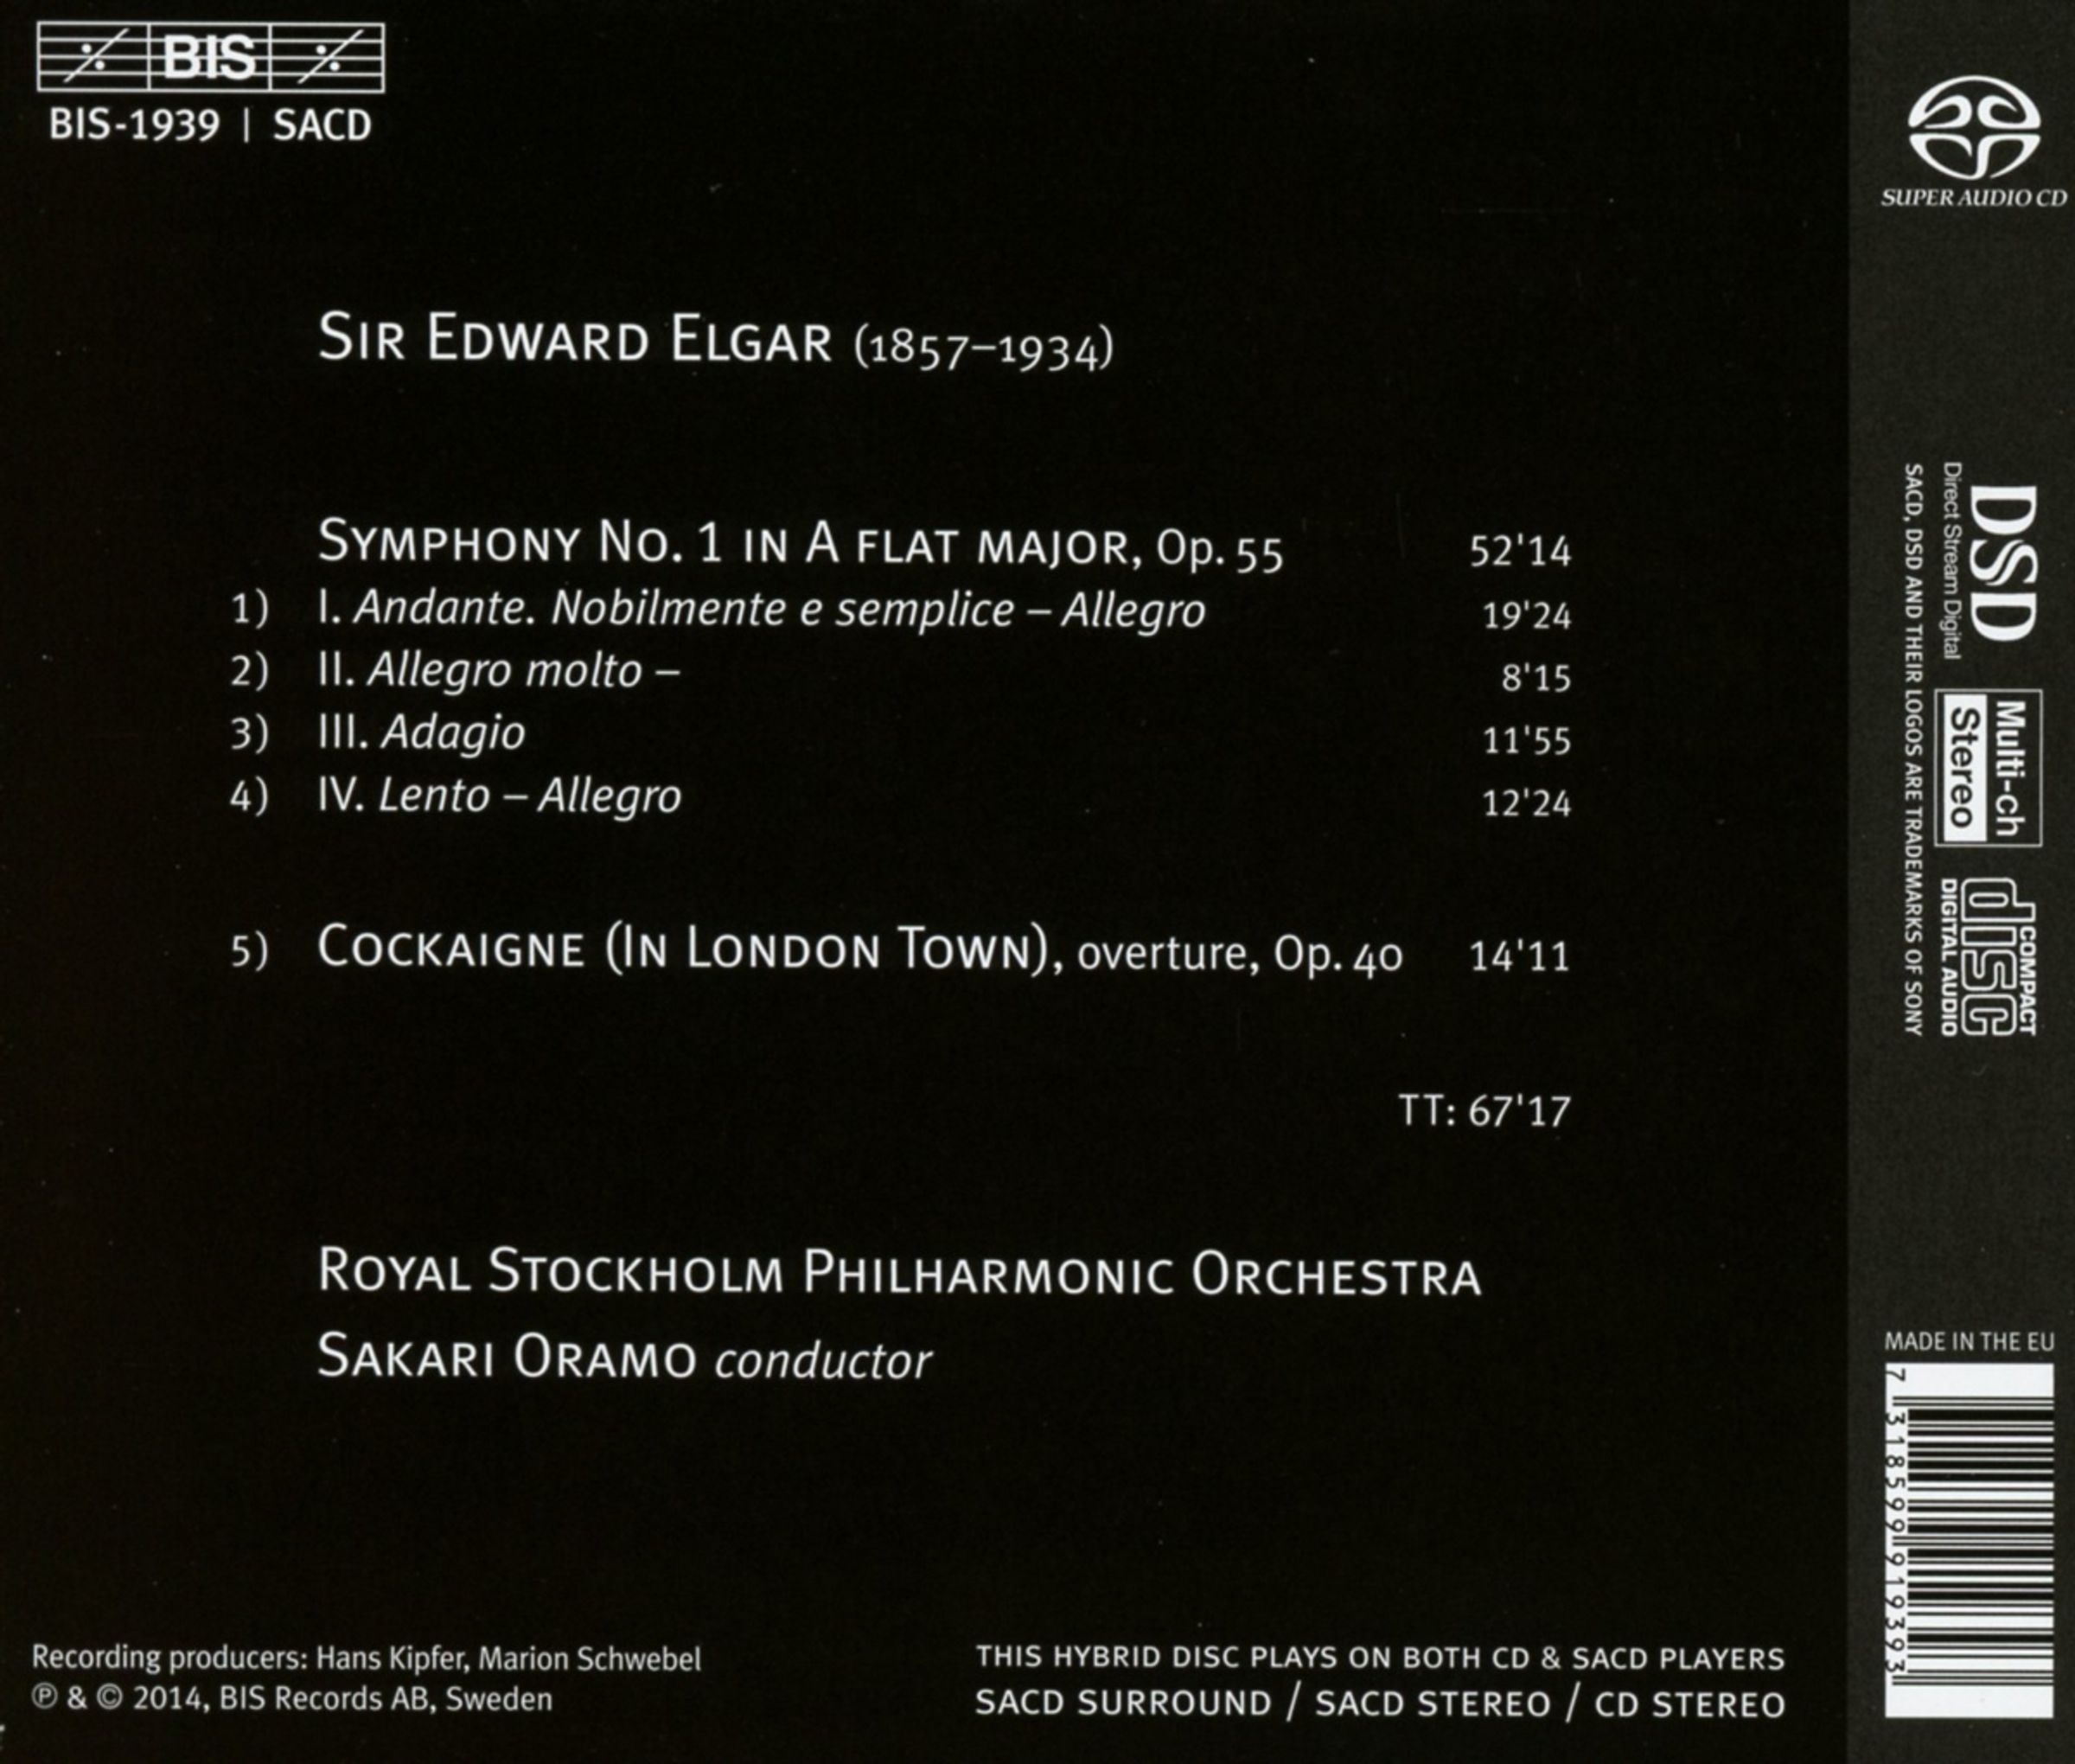 BIS
BIS-1939 | SACD
SUPER AUDIO CD
SIR EDWARD ELGAR (1857–1934)
SYMPHONY NO. 1 IN A FLAT MAJOR, Op. 55 52'14
1) I. Andante. Nobilmente e semplice – Allegro 19'24
2) II. Allegro molto – 8'15
3) III. Adagio 11'55
4) IV. Lento – Allegro 12'24
5) COCKAIGNE (IN LONDON TOWN), overture, Op. 40 14'11
TT: 67'17
ROYAL STOCKHOLM PHILHARMONIC ORCHESTRA
SAKARI ORAMO conductor
Recording producers: Hans Kipfer, Marion Schwebel
℗ & © 2014, BIS Records AB, Sweden
THIS HYBRID DISC PLAYS ON BOTH CD & SACD PLAYERS
SACD SURROUND / SACD STEREO / CD STEREO
DSD
Direct Stream Digital
Multi-ch
Stereo
COMPACT
disc
DIGITAL AUDIO
SACD, DSD AND THEIR LOGOS ARE TRADEMARKS OF SONY
MADE IN THE EU
7 318599 919393